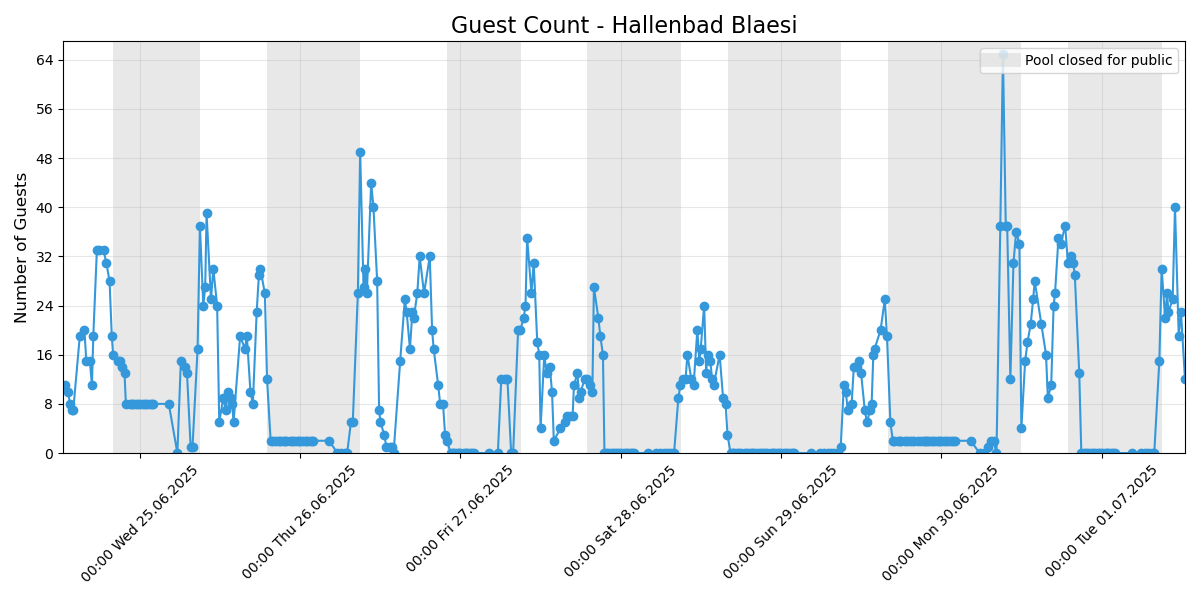 Guest Count - Hallenbad Blaesi
Pool closed for public
Number of Guests
64
56
48
40
32
24
16
8
0
00:00 Wed 25.06.2025
00:00 Thu 26.06.2025
00:00 Fri 27.06.2025
00:00 Sat 28.06.2025
00:00 Sun 29.06.2025
00:00 Mon 30.06.2025
00:00 Tue 01.07.2025